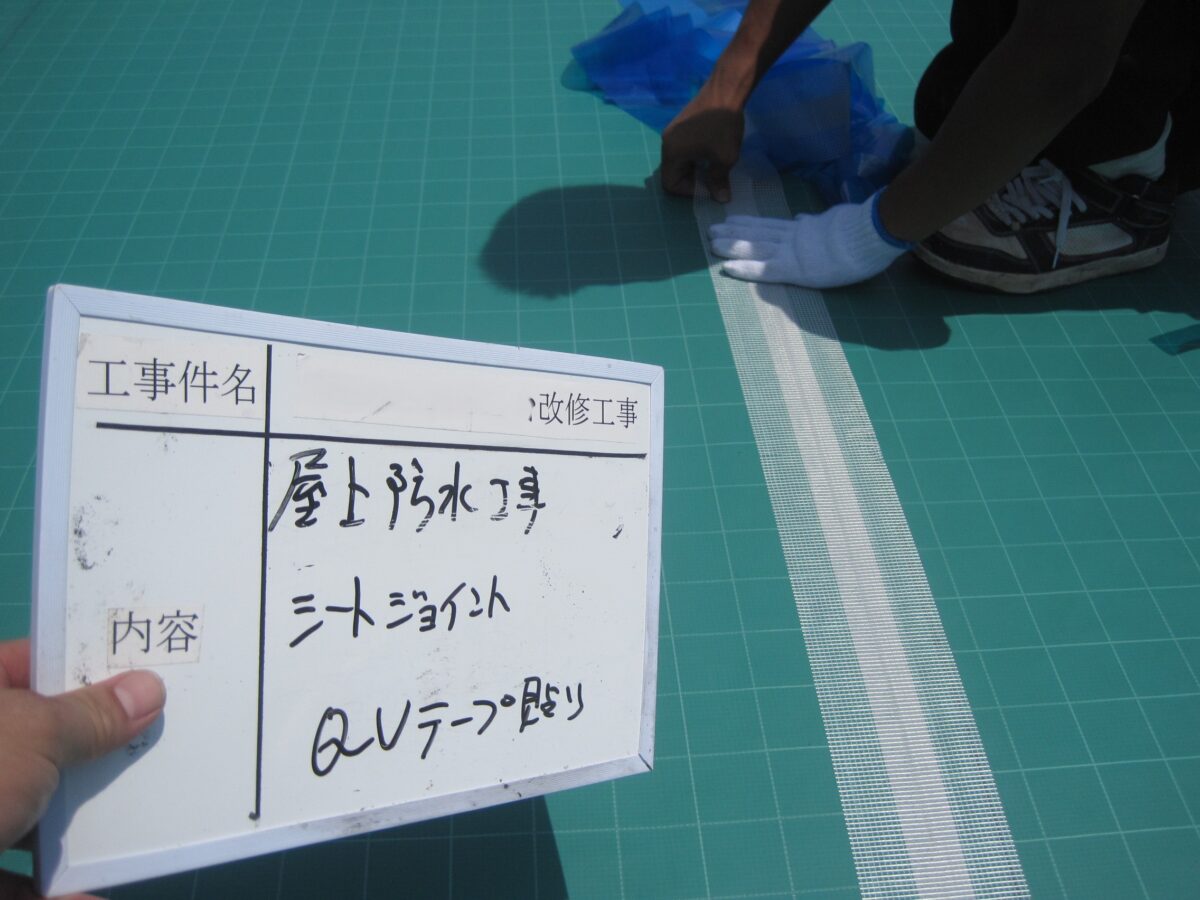 工事件名
改修工事
屋上防水工事
シートジョイント
内容
QVテープ貼り